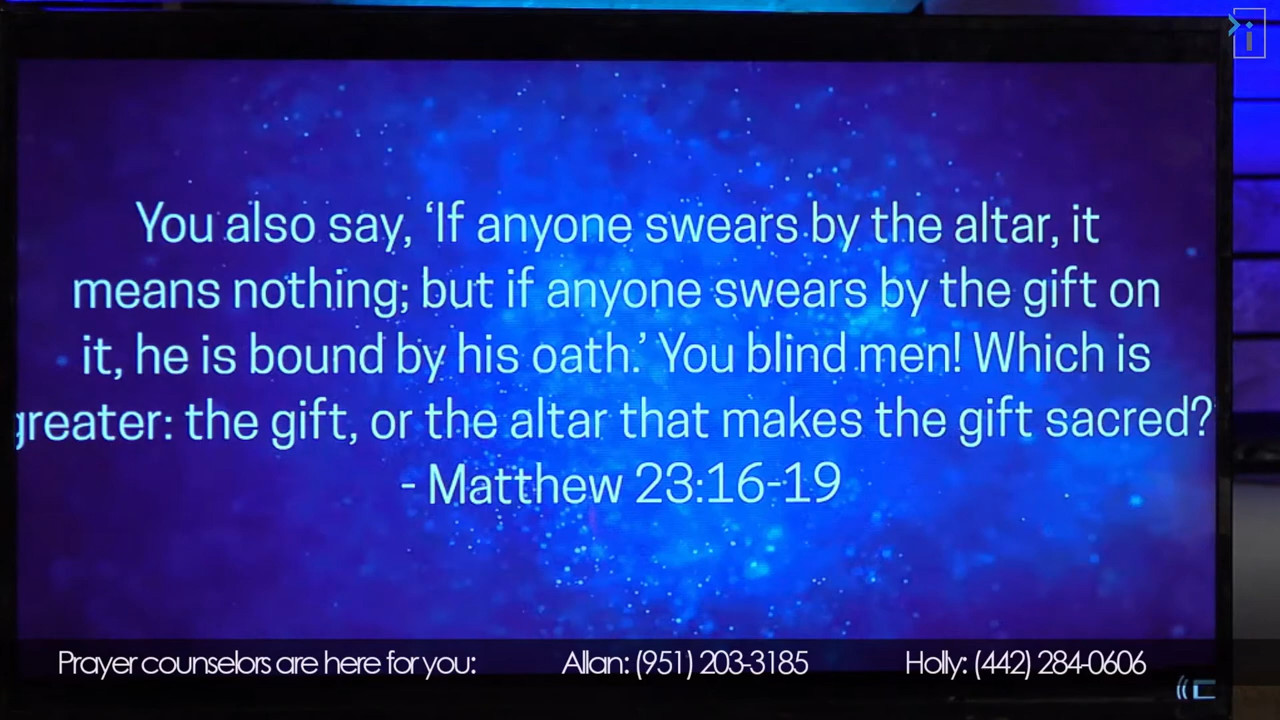 You also say, ‘If anyone swears by the altar, it
means nothing; but if anyone swears by the gift on
it, he is bound by his oath.’ You blind men! Which is
greater: the gift, or the altar that makes the gift sacred?
- Matthew 23:16-19
Prayer counselors are here for you: Allan: (951) 203-3185 Holly: (442) 284-0606